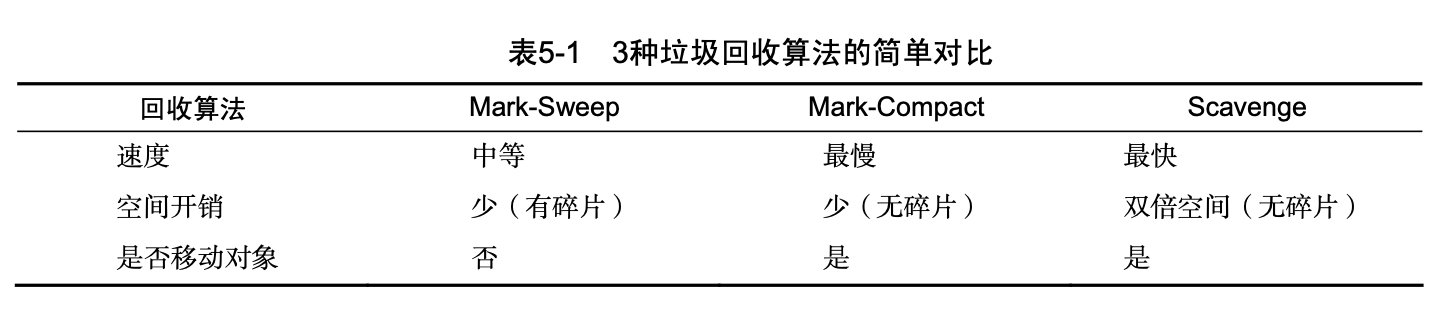 表5-1 3种垃圾回收算法的简单对比
回收算法 Mark-Sweep Mark-Compact Scavenge
速度 中等 最慢 最快
空间开销 少（有碎片） 少（无碎片） 双倍空间（无碎片）
是否移动对象 否 是 是